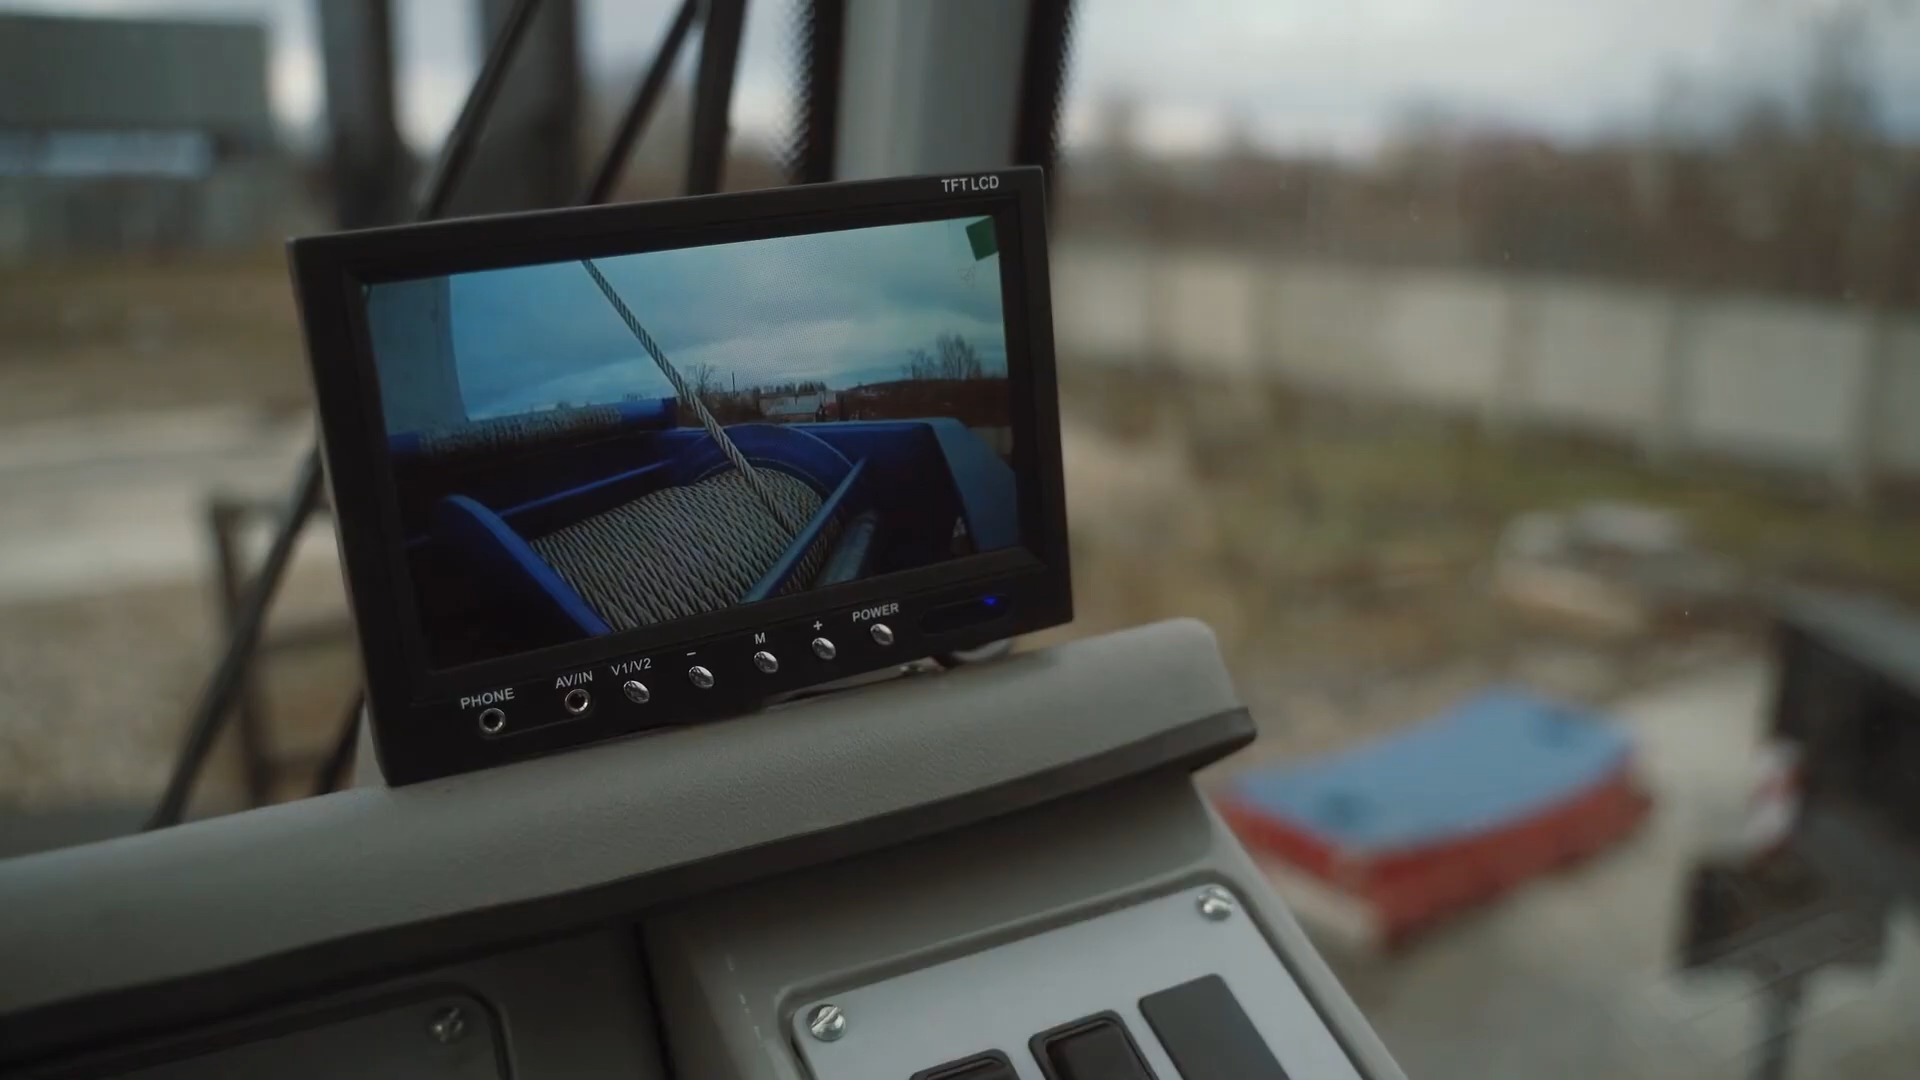 TFT LCD
PHONE
AV/IN
V1/V2
−
M
+
POWER